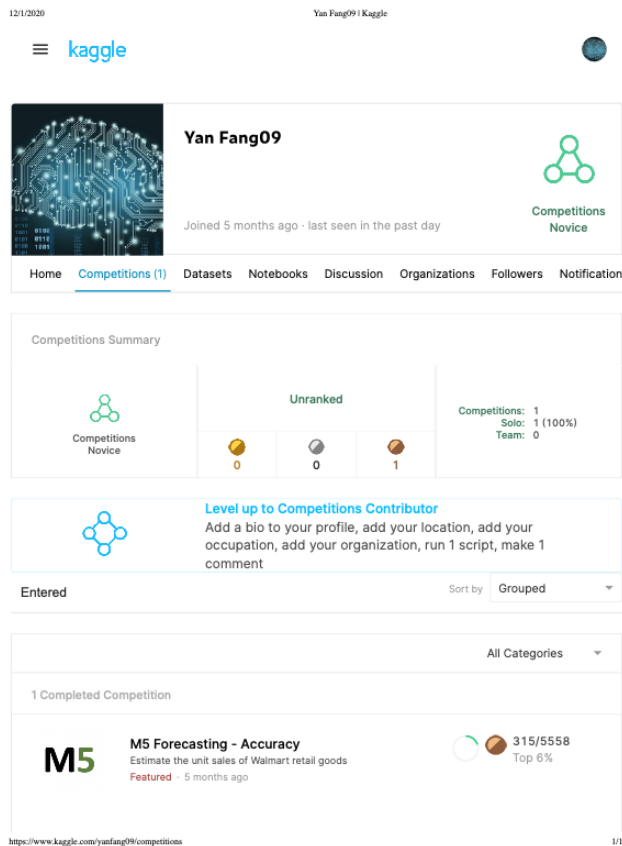 12/1/2020
Yan Fang09 | Kaggle
kaggle
Yan Fang09
Joined 5 months ago · last seen in the past day
Competitions
Novice
Home Competitions (1) Datasets Notebooks Discussion Organizations Followers Notification
Competitions Summary
Competitions
Novice
Unranked
0 0 1
Competitions: 1
Solo: 1 (100%)
Team: 0
Level up to Competitions Contributor
Add a bio to your profile, add your location, add your
occupation, add your organization, run 1 script, make 1
comment
Entered
Sort by Grouped
All Categories
1 Completed Competition
M5
M5 Forecasting - Accuracy
Estimate the unit sales of Walmart retail goods
Featured · 5 months ago
315/5558
Top 6%
https://www.kaggle.com/yanfang09/competitions
1/1